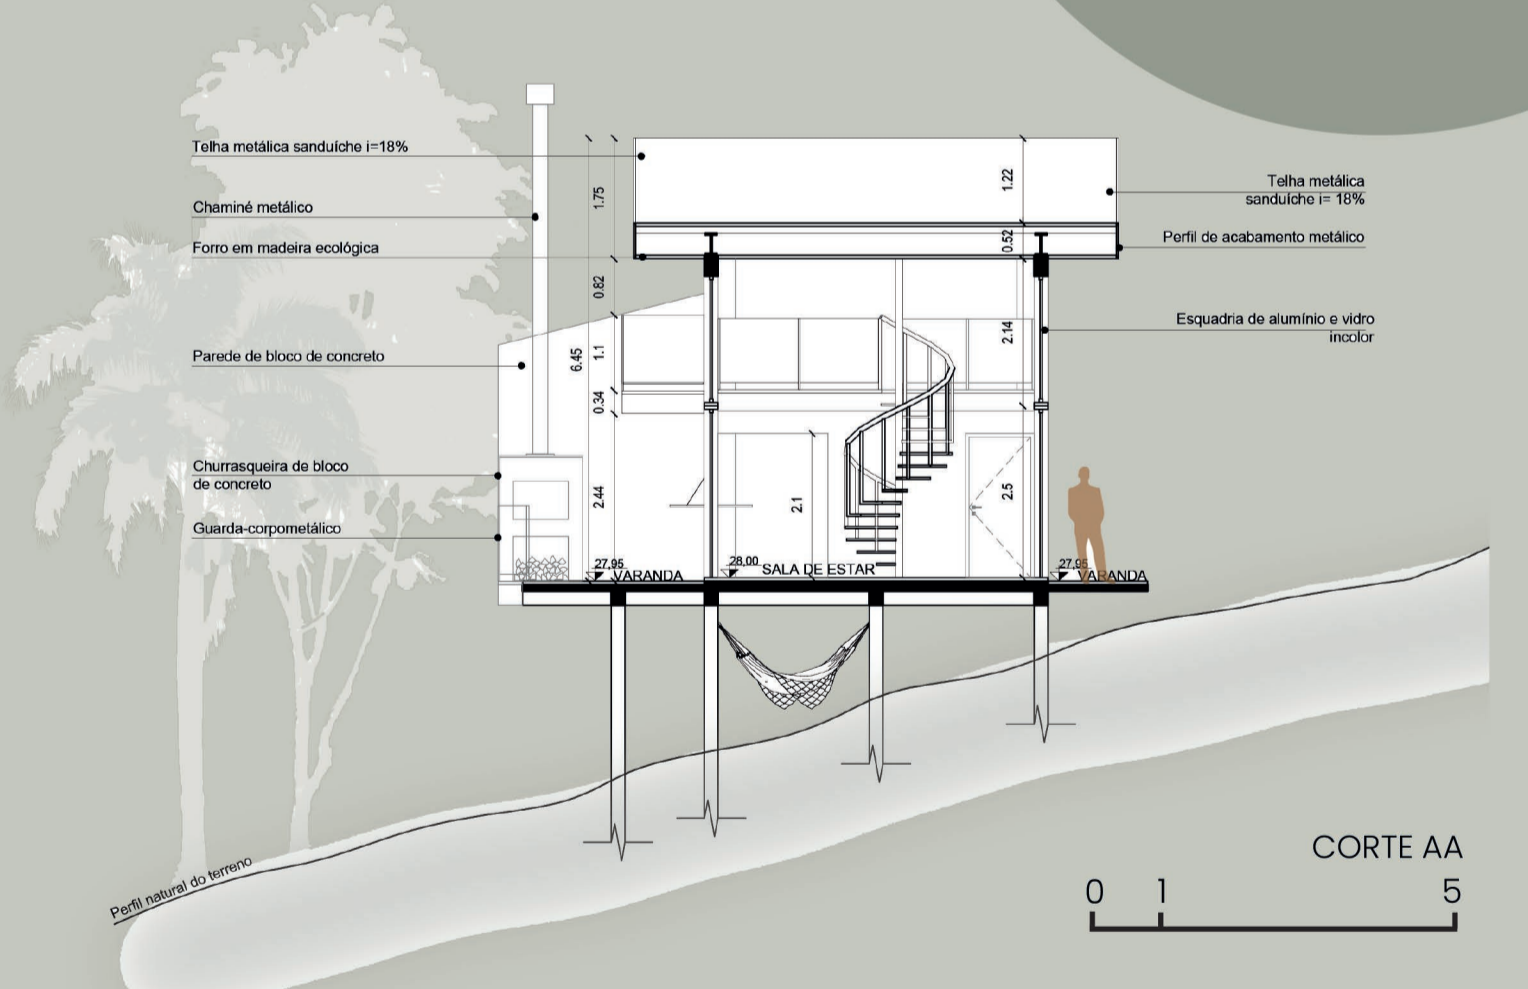 Telha metálica sanduíche i=18%
Chaminé metálico
Forro em madeira ecológica
Parede de bloco de concreto
Churrasqueira de bloco
de concreto
Guarda-corpometálico
Telha metálica
sanduíche i= 18%
Perfil de acabamento metálico
Esquadria de alumínio e vidro
incolor
1.75
0.82
6.45
1.1
0.34
2.44
1.22
0.52
2.14
2.5
2.1
27,95
VARANDA
28,00
SALA DE ESTAR
27,95
VARANDA
Perfil natural do terreno
CORTE AA
0 1 5